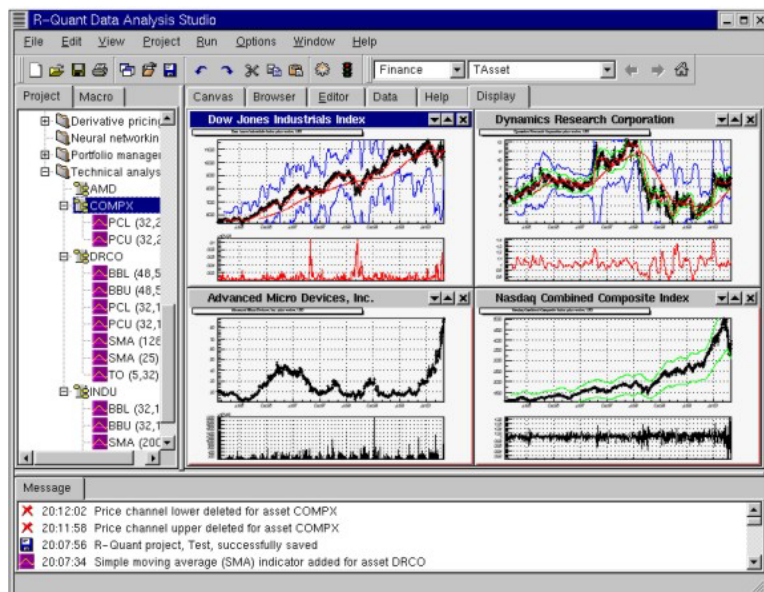 R-Quant Data Analysis Studio
File Edit View Project Run Options Window Help
Finance TAsset
Project Macro
Canvas Browser Editor Data Help Display
Derivative pricing
Neural networkin
Portfolio manager
Technical analys
AMD
COMPX
PCL (32,2
PCU (32,2
DRCO
BBL (48,5
BBU (48,5
PCL (32,1
PCU (32,1
SMA (128
SMA (25)
TO (5,32)
INDU
BBL (32,1
BBU (32,1
SMA (200
Dow Jones Industrials Index
Dynamics Research Corporation
Advanced Micro Devices, Inc.
Nasdaq Combined Composite Index
Message
20:12:02 Price channel lower deleted for asset COMPX
20:11:58 Price channel upper deleted for asset COMPX
20:07:56 R-Quant project, Test, successfully saved
20:07:34 Simple moving average (SMA) indicator added for asset DRCO